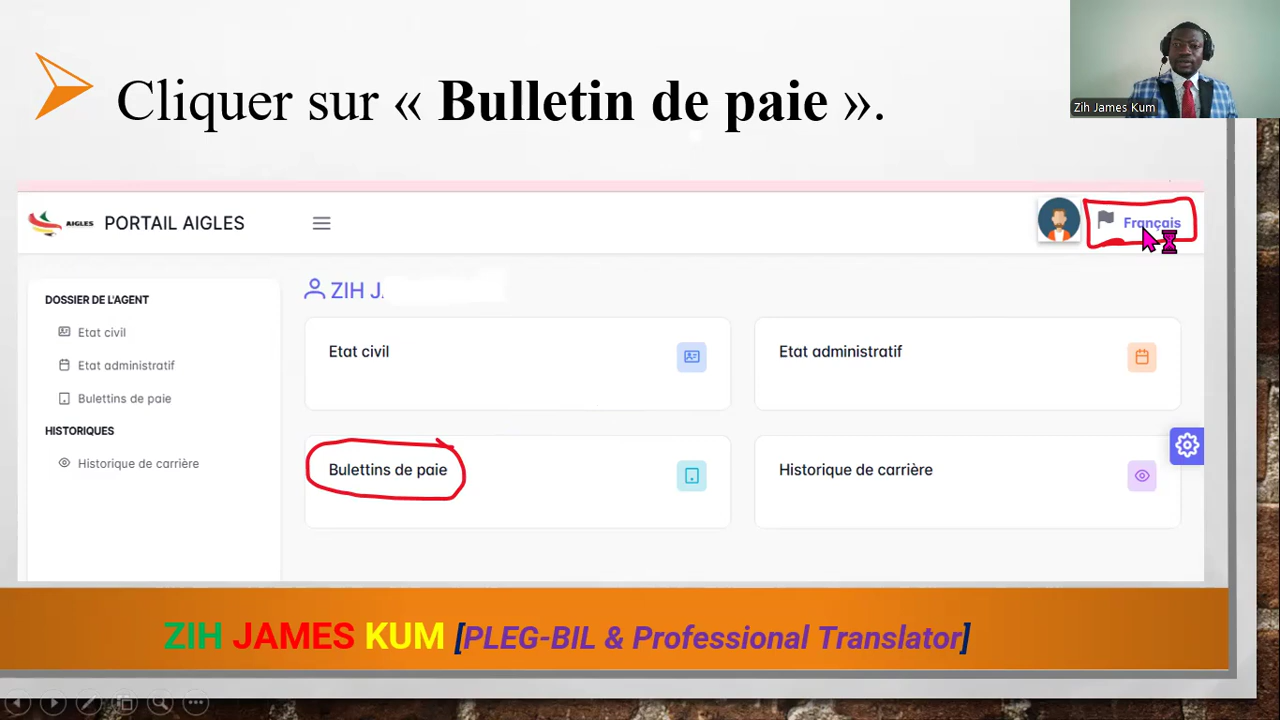 Cliquer sur « Bulletin de paie ».
Zih James Kum
AIGLES PORTAIL AIGLES
Français
DOSSIER DE L'AGENT
Etat civil
Etat administratif
Bulettins de paie
HISTORIQUES
Historique de carrière
ZIH J.
Etat civil
Etat administratif
Bulettins de paie
Historique de carrière
ZIH JAMES KUM [PLEG-BIL & Professional Translator]